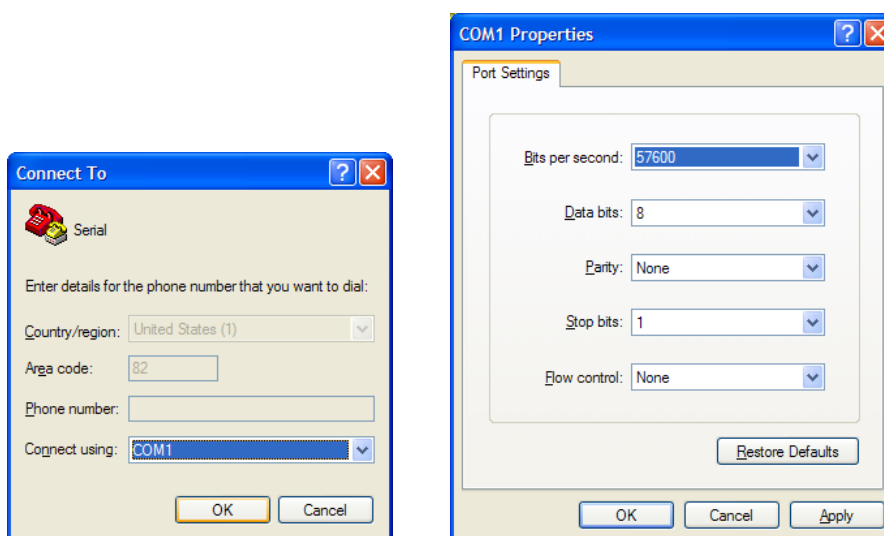 Connect To
Serial
Enter details for the phone number that you want to dial:
Country/region: United States (1)
Area code: 82
Phone number:
Connect using: COM1
OK Cancel
COM1 Properties
Port Settings
Bits per second: 57600
Data bits: 8
Parity: None
Stop bits: 1
Flow control: None
Restore Defaults
OK Cancel Apply